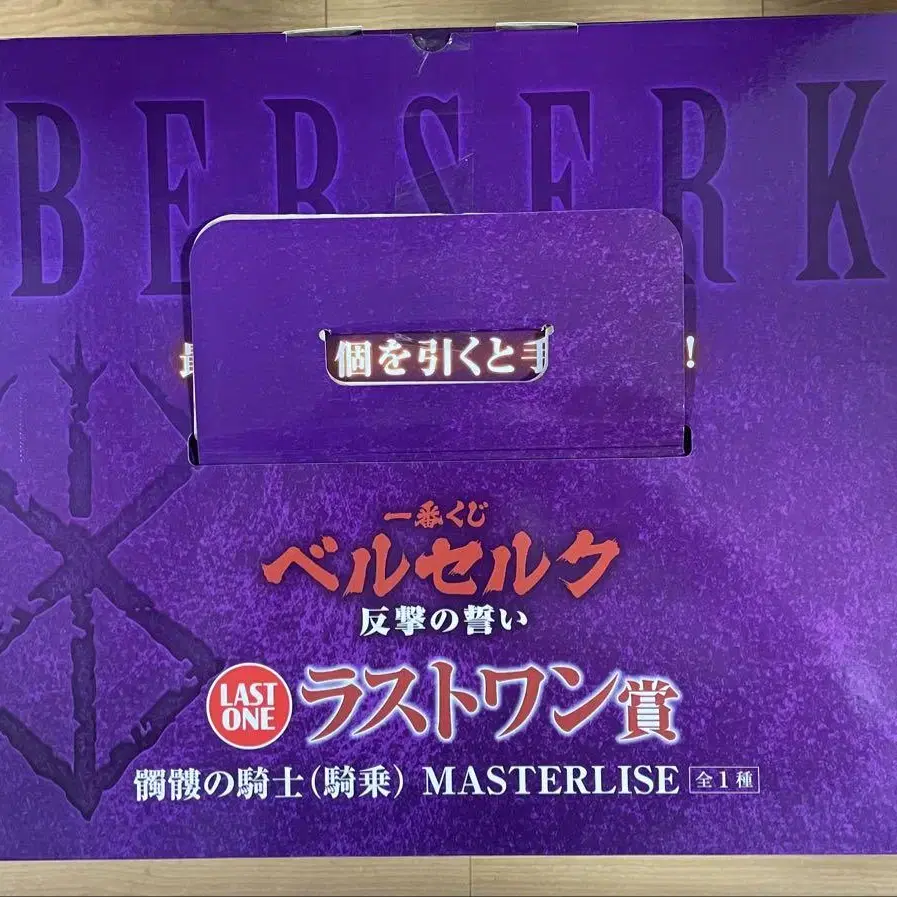 BERSERK
個を引くと !
一番くじ
ベルセルク
反撃の誓い
LAST ONE ラストワン賞
髑髏の騎士(騎乗) MASTERLISE 全1種